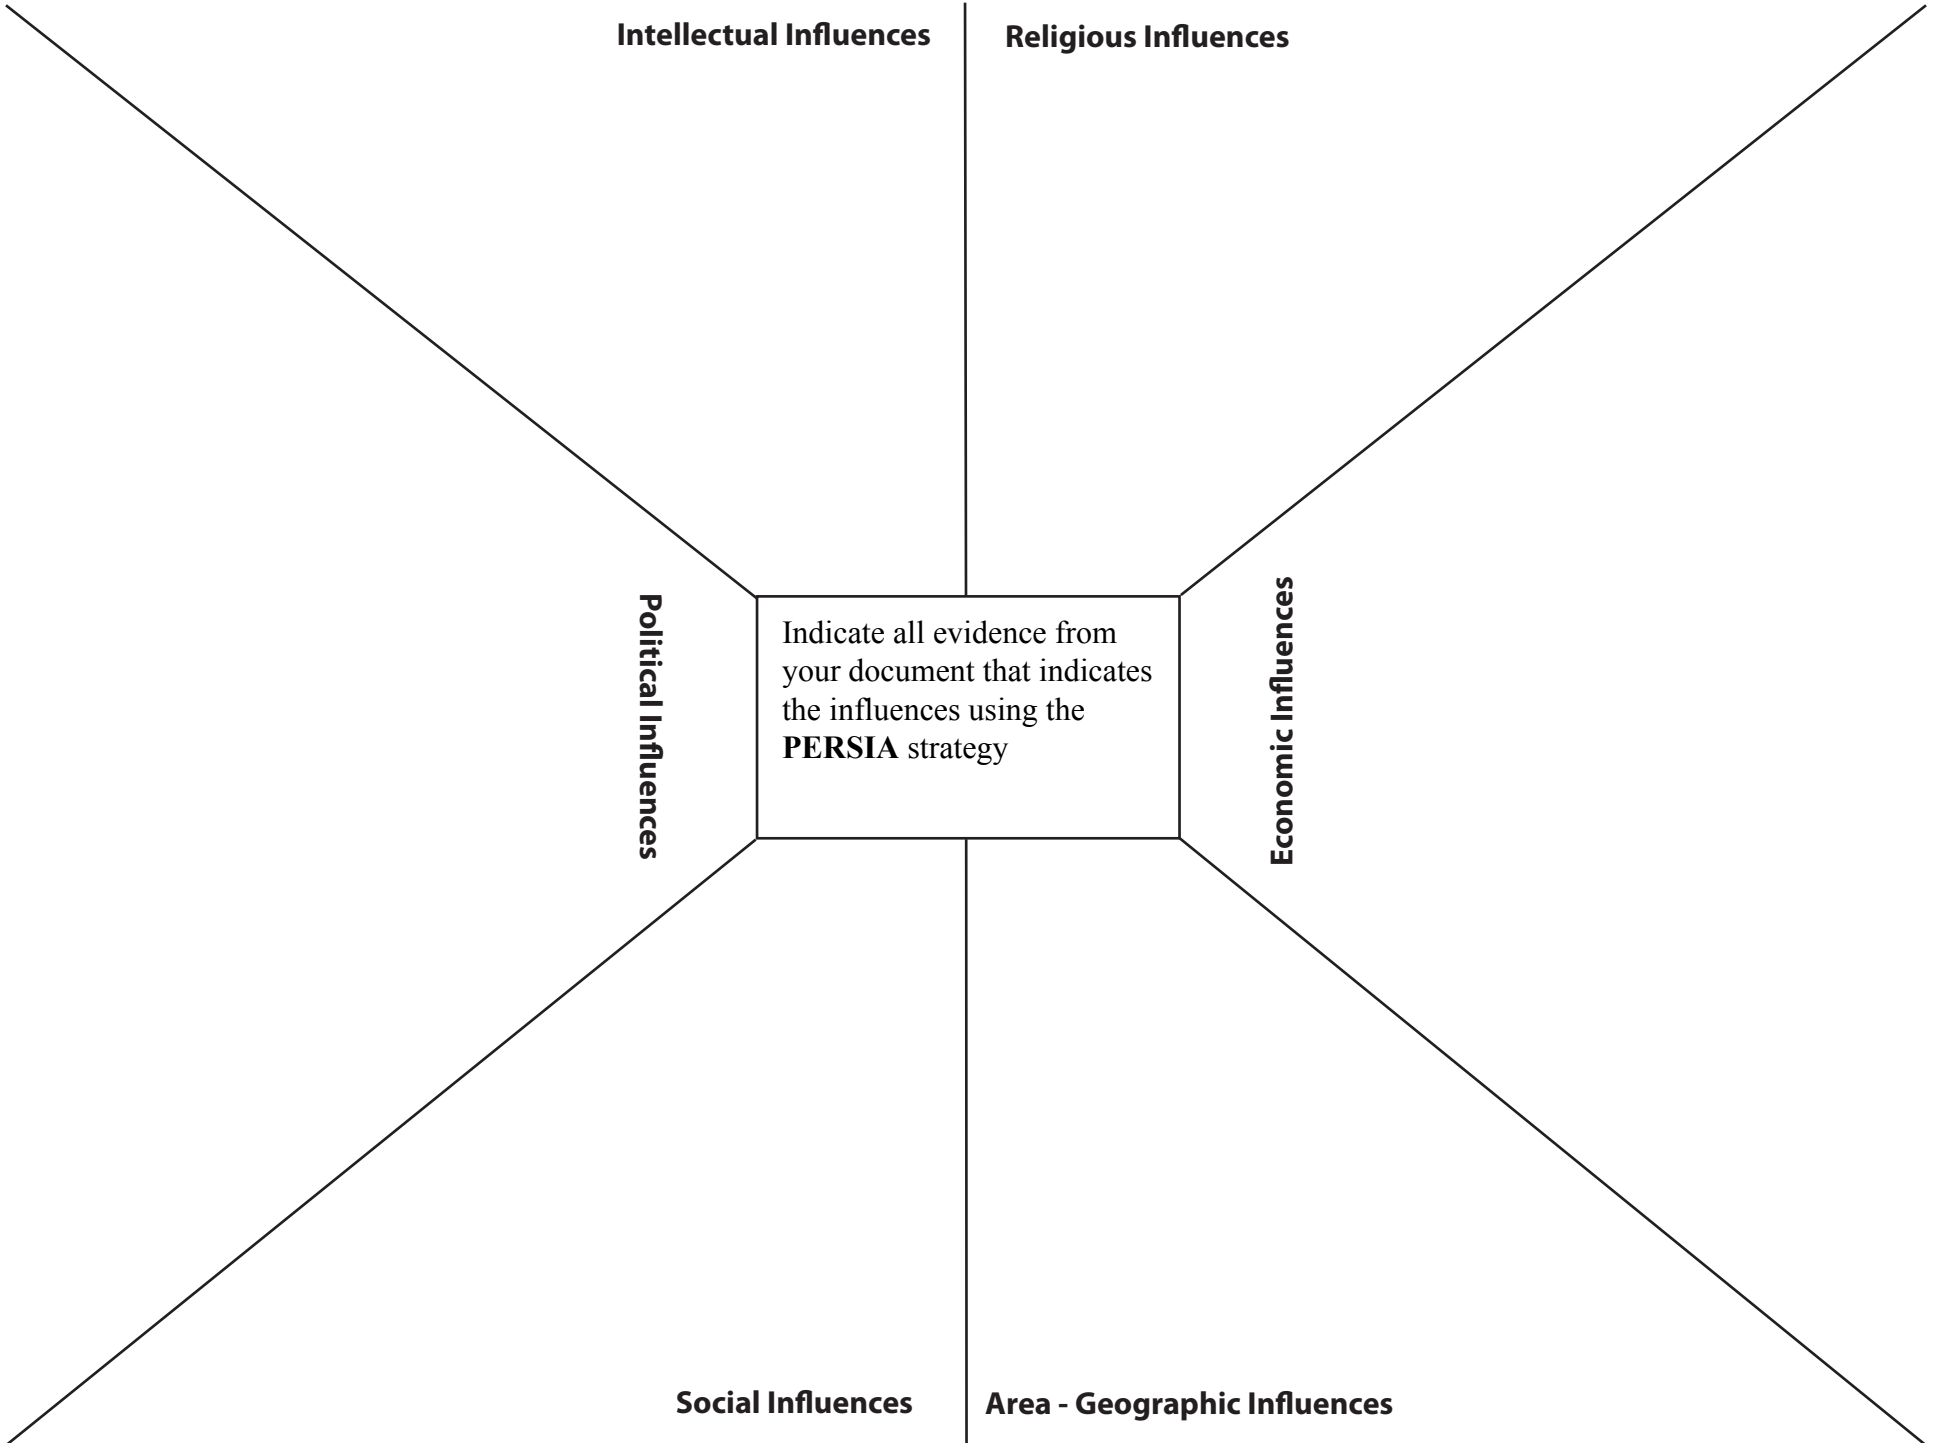 Intellectual Influences
Religious Influences
Political Influences
Indicate all evidence from
your document that indicates
the influences using the
PERSIA strategy
Economic Influences
Social Influences
Area - Geographic Influences